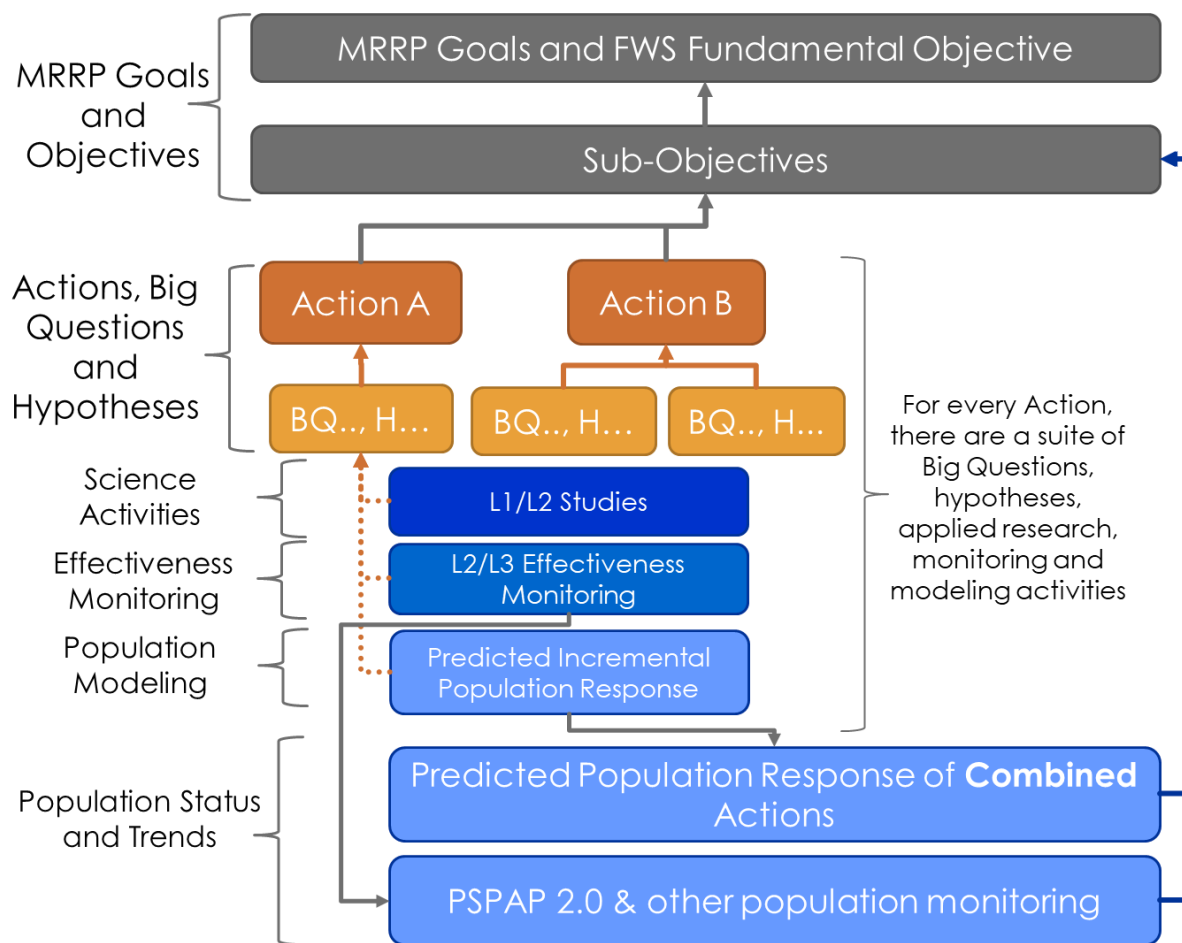 MRRP Goals
and
Objectives
MRRP Goals and FWS Fundamental Objective
Sub-Objectives
Actions, Big
Questions
and
Hypotheses
Action A
Action B
BQ.., H…
BQ.., H…
BQ.., H...
For every Action,
there are a suite of
Big Questions,
hypotheses,
applied research,
monitoring and
modeling activities
Science
Activities
L1/L2 Studies
Effectiveness
Monitoring
L2/L3 Effectiveness
Monitoring
Population
Modeling
Predicted Incremental
Population Response
Population Status
and Trends
Predicted Population Response of Combined
Actions
PSPAP 2.0 & other population monitoring